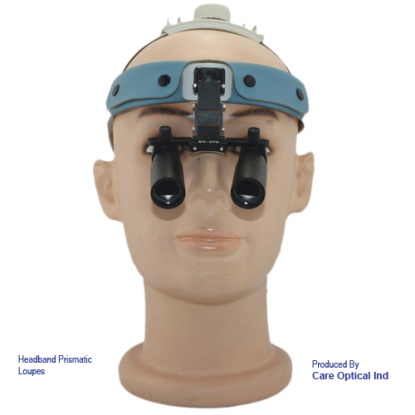 Headband Prismatic
Loupes
Produced By
Care Optical Ind